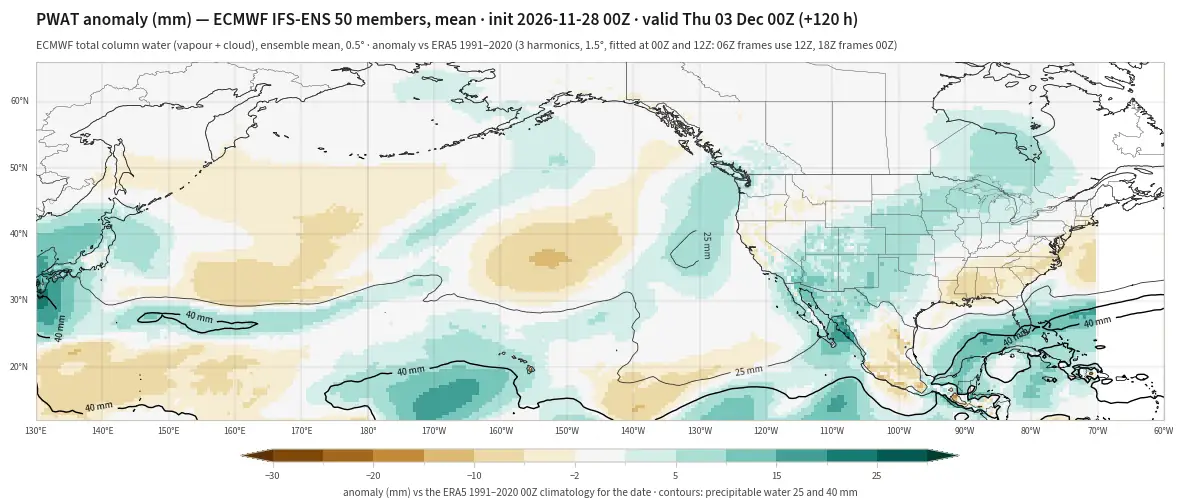 PWAT anomaly (mm) — ECMWF IFS-ENS 50 members, mean · init 2026-11-28 00Z · valid Thu 03 Dec 00Z (+120 h)
ECMWF total column water (vapour + cloud), ensemble mean, 0.5° · anomaly vs ERA5 1991–2020 (3 harmonics, 1.5°, fitted at 00Z and 12Z: 06Z frames use 12Z, 18Z frames 00Z)
60°N
50°N
40°N
30°N
20°N
25 mm
40 mm
40 mm
40 mm
40 mm
40 mm
25 mm
40 mm
130°E 140°E 150°E 160°E 170°E 180° 170°W 160°W 150°W 140°W 130°W 120°W 110°W 100°W 90°W 80°W 70°W 60°W
−30 −20 −10 −2 5 15 25
anomaly (mm) vs the ERA5 1991–2020 00Z climatology for the date · contours: precipitable water 25 and 40 mm